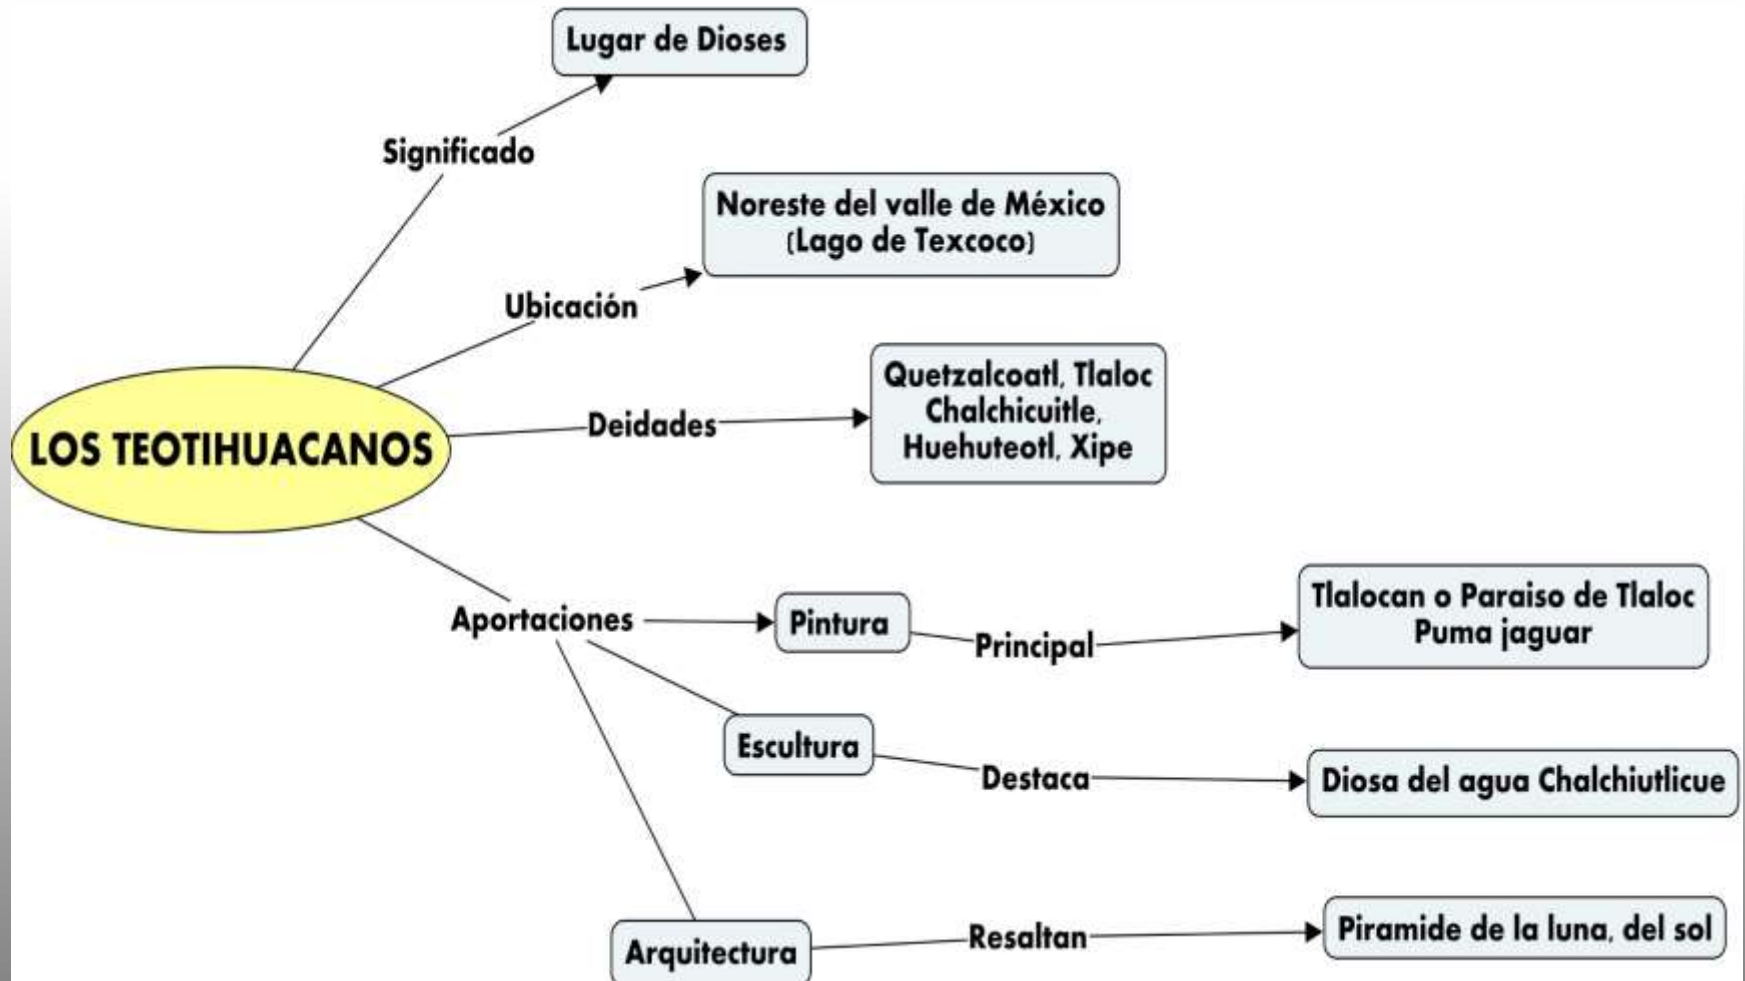 Lugar de Dioses
Significado
Noreste del valle de México
(Lago de Texcoco)
Ubicación
Quetzalcoatl, Tlaloc
Chalchicuitle,
Huehuteotl, Xipe
Deidades
LOS TEOTIHUACANOS
Aportaciones
Pintura
Principal
Tlalocan o Paraiso de Tlaloc
Puma jaguar
Escultura
Destaca
Diosa del agua Chalchiutlicue
Arquitectura
Resaltan
Piramide de la luna, del sol